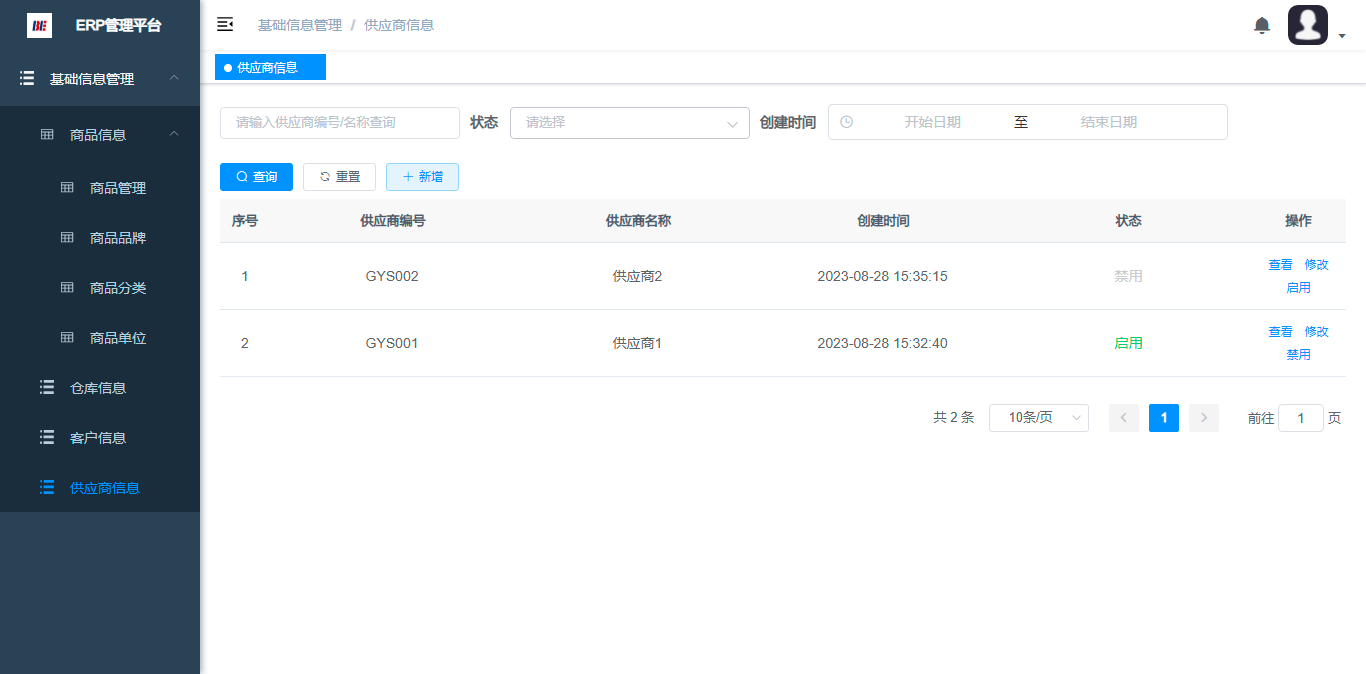 ERP管理平台
基础信息管理
商品信息
商品管理
商品品牌
商品分类
商品单位
仓库信息
客户信息
供应商信息
基础信息管理 / 供应商信息
供应商信息
请输入供应商编号/名称查询 状态 请选择 创建时间 开始日期 至 结束日期
查询 重置 新增
序号 供应商编号 供应商名称 创建时间 状态 操作
1 GYS002 供应商2 2023-08-28 15:35:15 禁用 查看 修改
启用
2 GYS001 供应商1 2023-08-28 15:32:40 启用 查看 修改
禁用
共 2 条 10条/页 1 前往 1 页